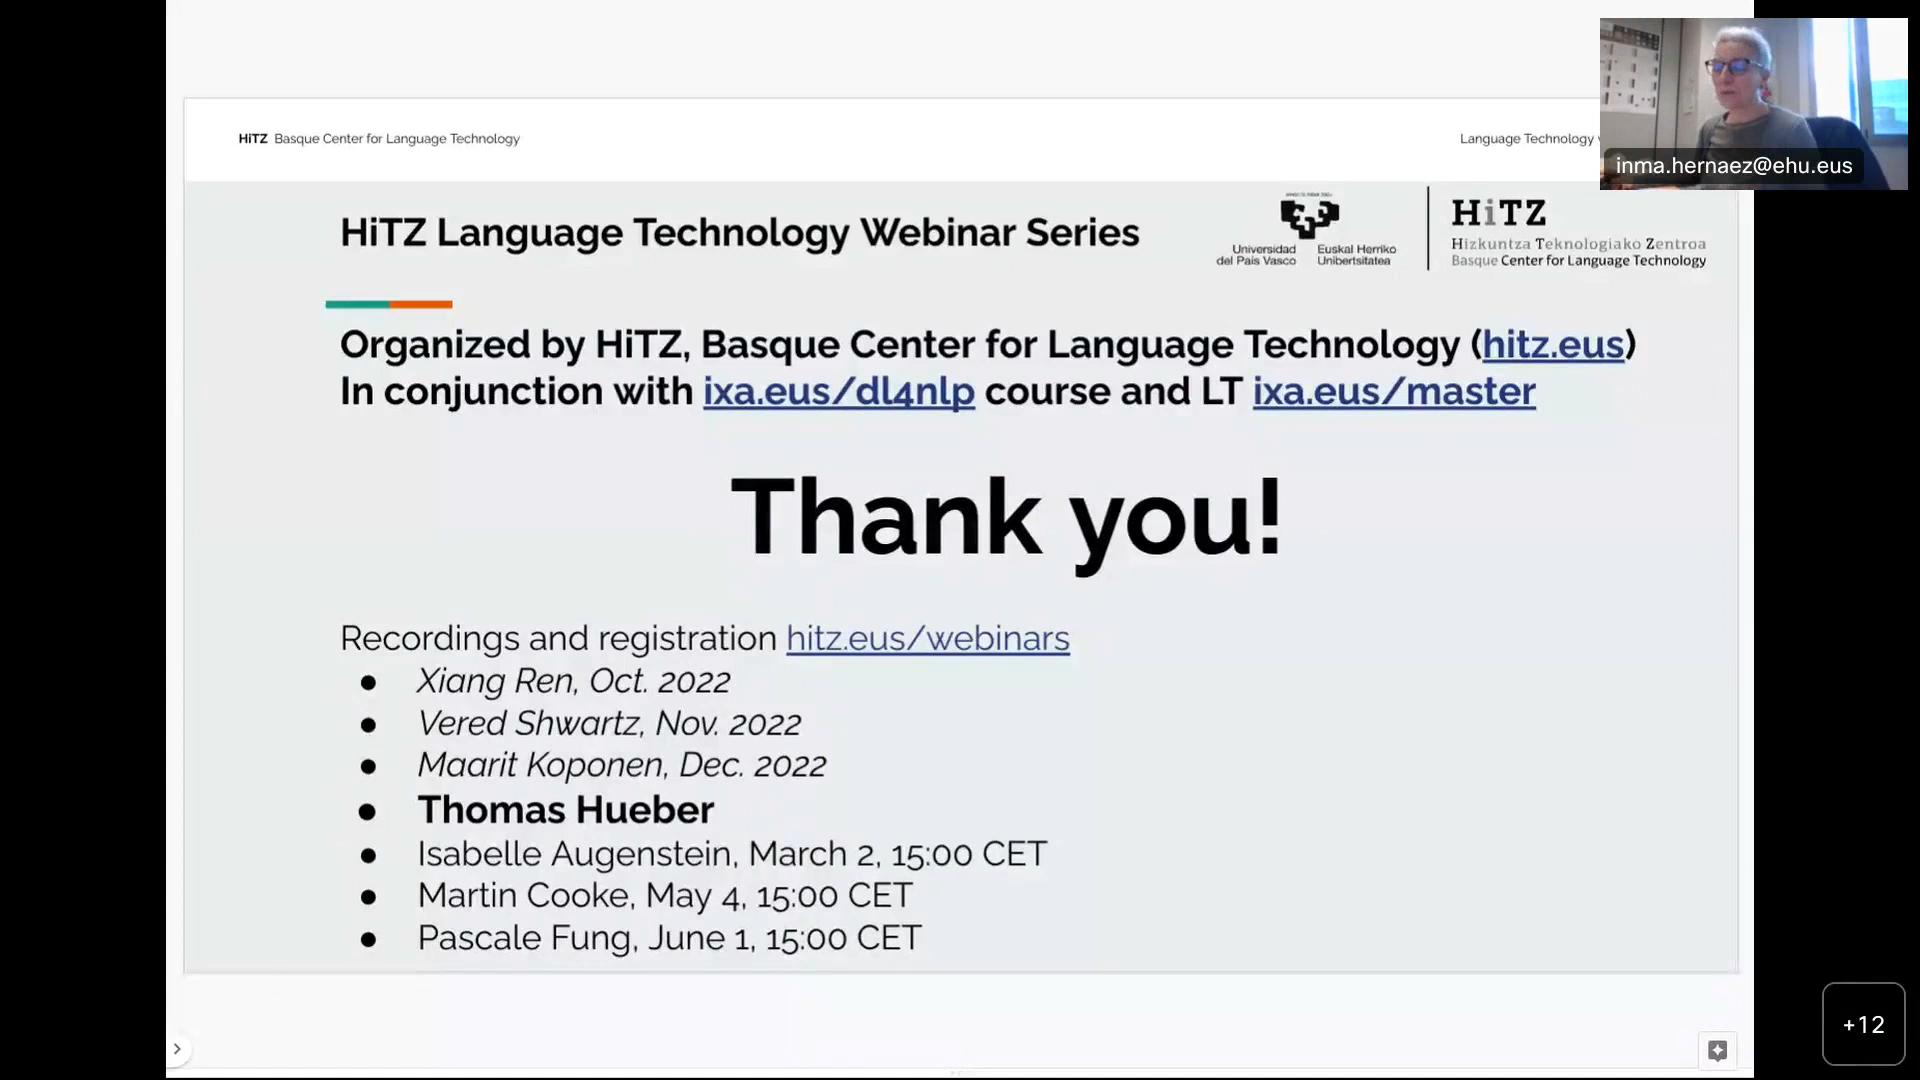 HiTZ Basque Center for Language Technology
Language Technology
inma.hernaez@ehu.eus
HiTZ Language Technology Webinar Series
Universidad del País Vasco
Euskal Herriko Unibertsitatea
HiTZ
Hizkuntza Teknologiako Zentroa
Basque Center for Language Technology
Organized by HiTZ, Basque Center for Language Technology (hitz.eus)
In conjunction with ixa.eus/dl4nlp course and LT ixa.eus/master
Thank you!
Recordings and registration hitz.eus/webinars
● Xiang Ren, Oct. 2022
● Vered Shwartz, Nov. 2022
● Maarit Koponen, Dec. 2022
● Thomas Hueber
● Isabelle Augenstein, March 2, 15:00 CET
● Martin Cooke, May 4, 15:00 CET
● Pascale Fung, June 1, 15:00 CET
+12